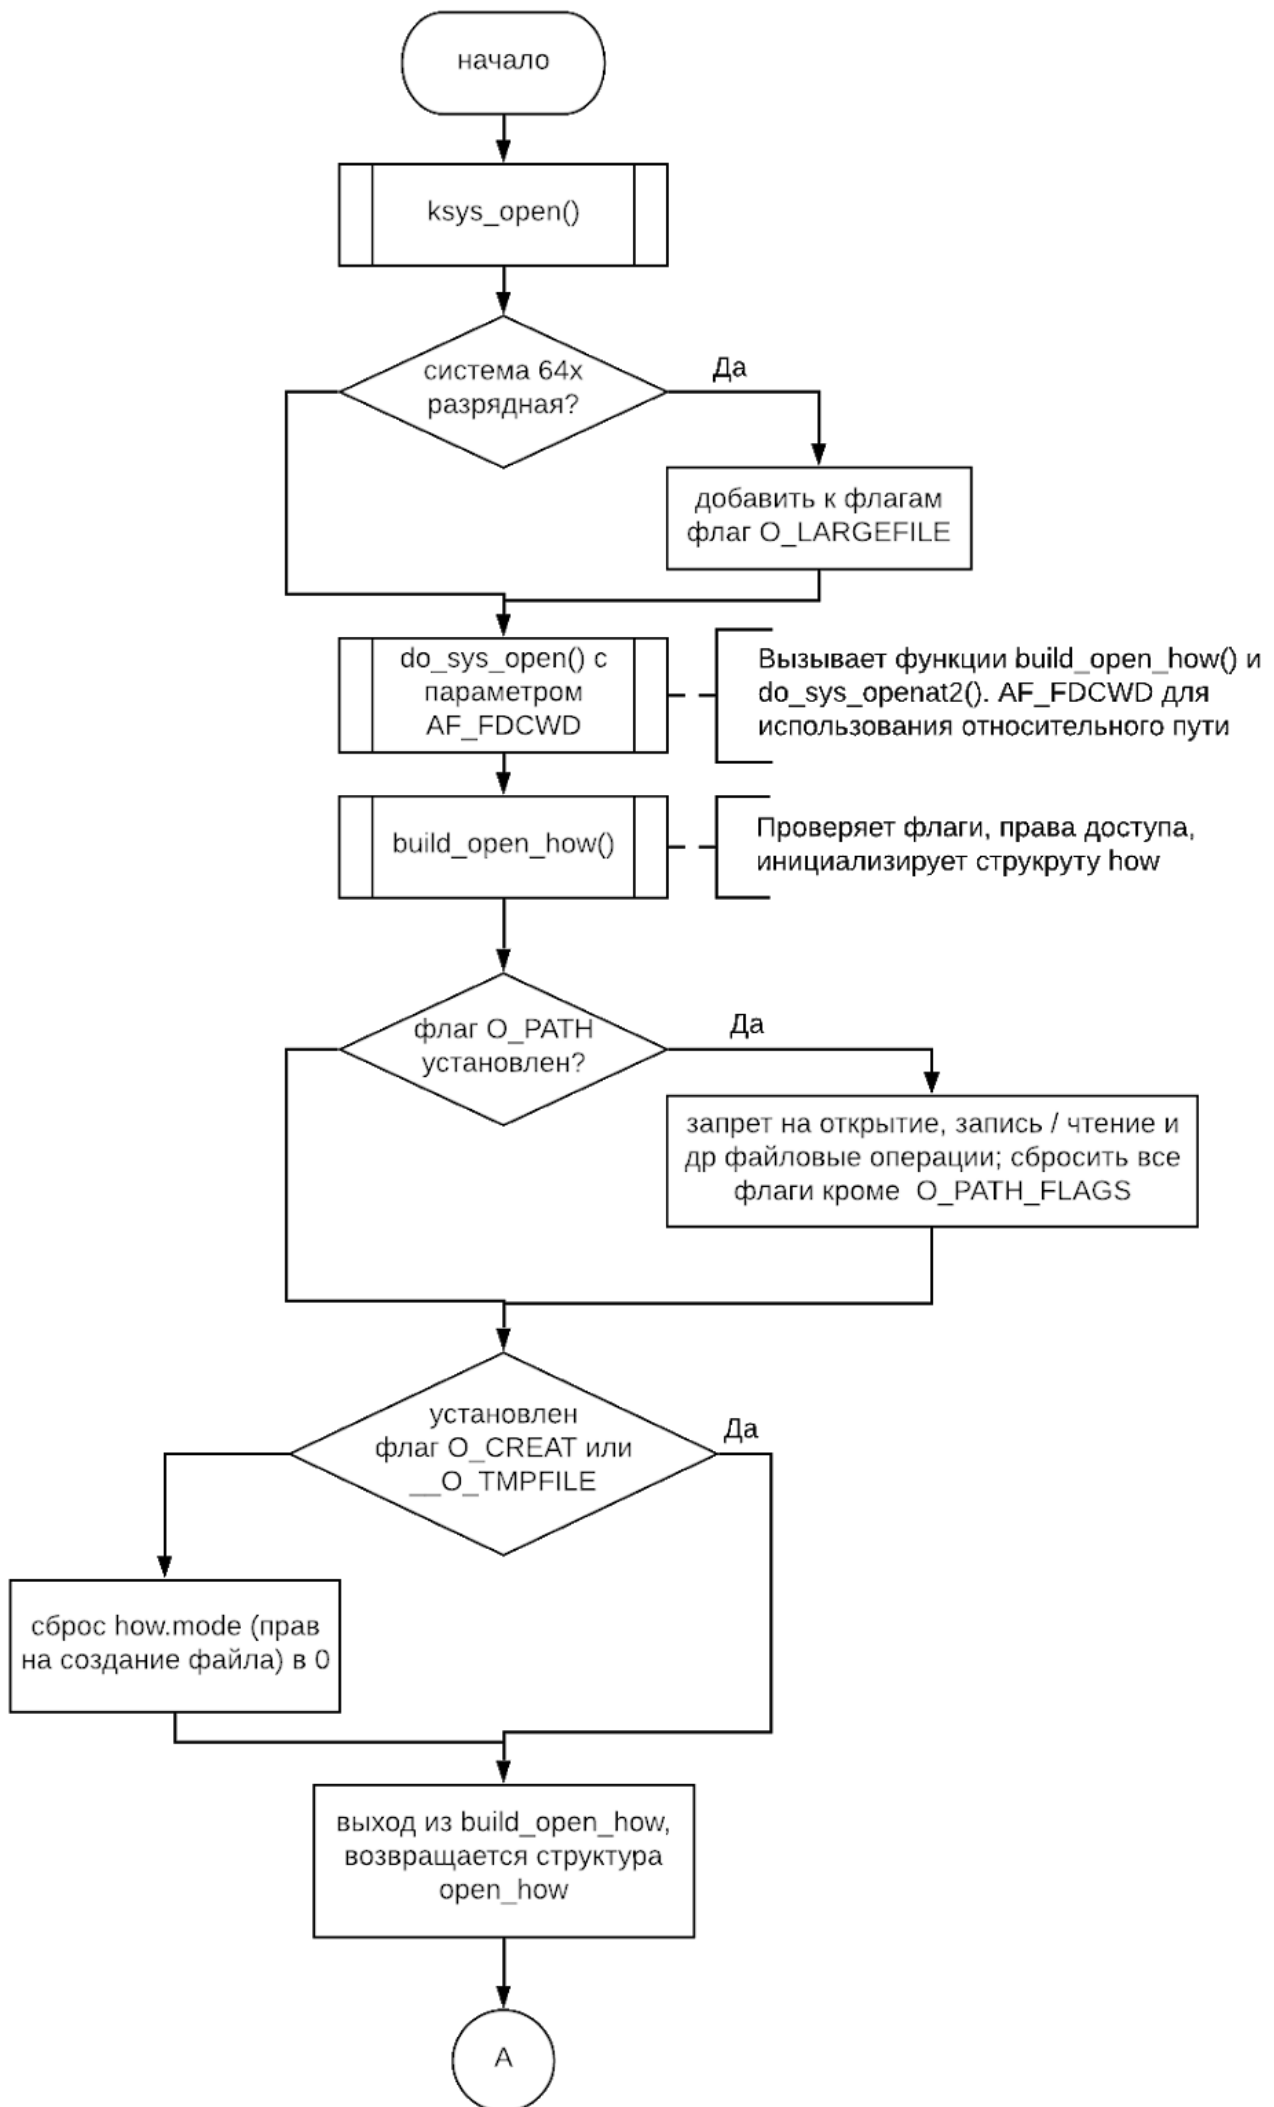 начало
ksys_open()
система 64х
разрядная?
Да
добавить к флагам
флаг O_LARGEFILE
do_sys_open() с
параметром
AF_FDCWD
Вызывает функции build_open_how() и
do_sys_openat2(). AF_FDCWD для
использования относительного пути
build_open_how()
Проверяет флаги, права доступа,
инициализирует струкруту how
флаг O_PATH
установлен?
Да
запрет на открытие, запись / чтение и
др файловые операции; сбросить все
флаги кроме O_PATH_FLAGS
установлен
флаг O_CREAT или
__O_TMPFILE
Да
сброс how.mode (прав
на создание файла) в 0
выход из build_open_how,
возвращается структура
open_how
А